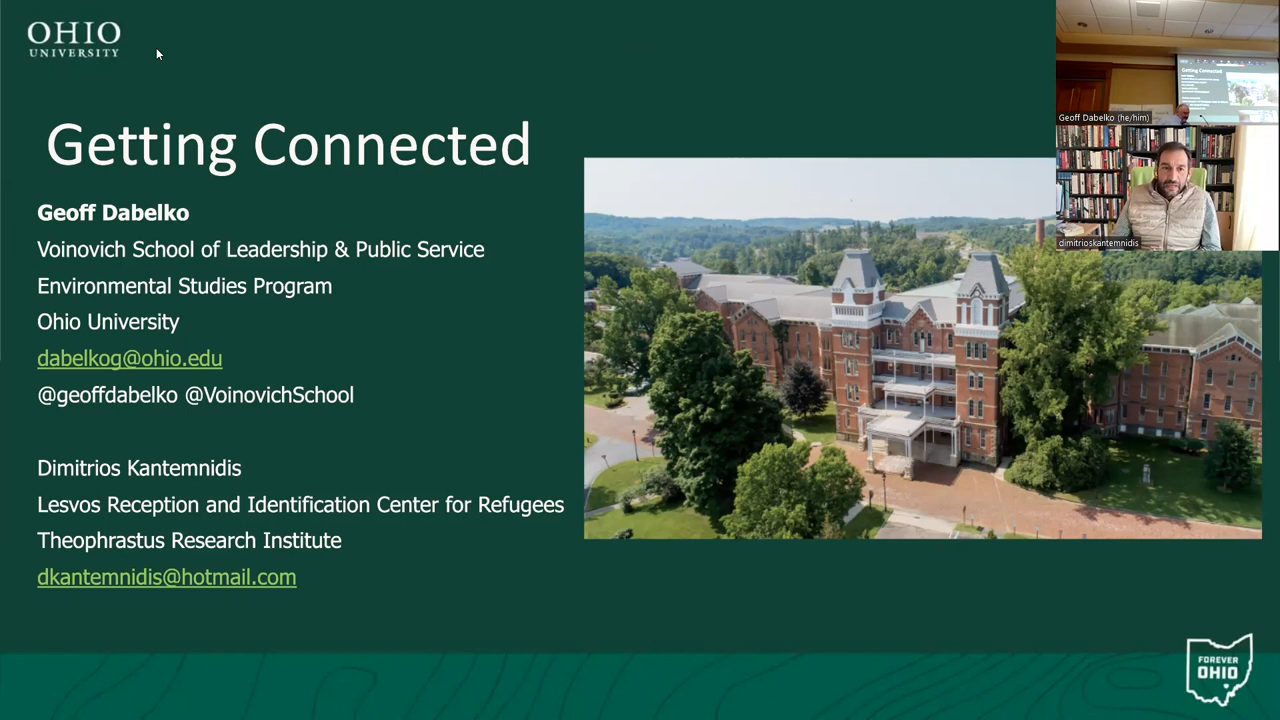 OHIO
UNIVERSITY
Getting Connected
Geoff Dabelko
Voinovich School of Leadership & Public Service
Environmental Studies Program
Ohio University
dabelkog@ohio.edu
@geoffdabelko @VoinovichSchool
Dimitrios Kantemnidis
Lesvos Reception and Identification Center for Refugees
Theophrastus Research Institute
dkantemnidis@hotmail.com
Getting Connected
Geoff Dabelko (he/him)
dimitrioskantemnidis
FOREVER
OHIO